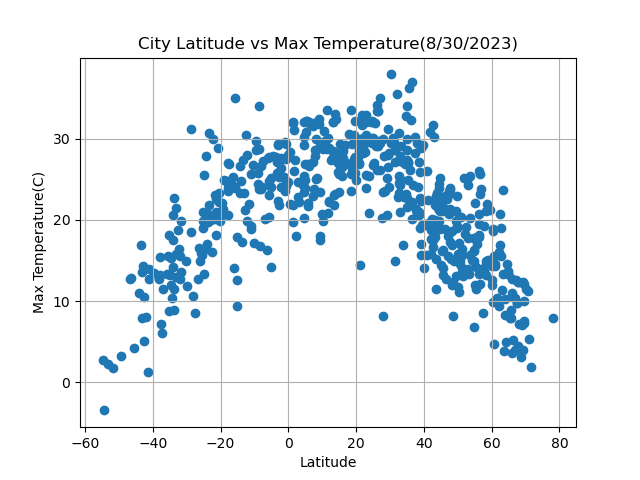 City Latitude vs Max Temperature(8/30/2023)
Max Temperature(C)
30
20
10
0
−60 −40 −20 0 20 40 60 80
Latitude